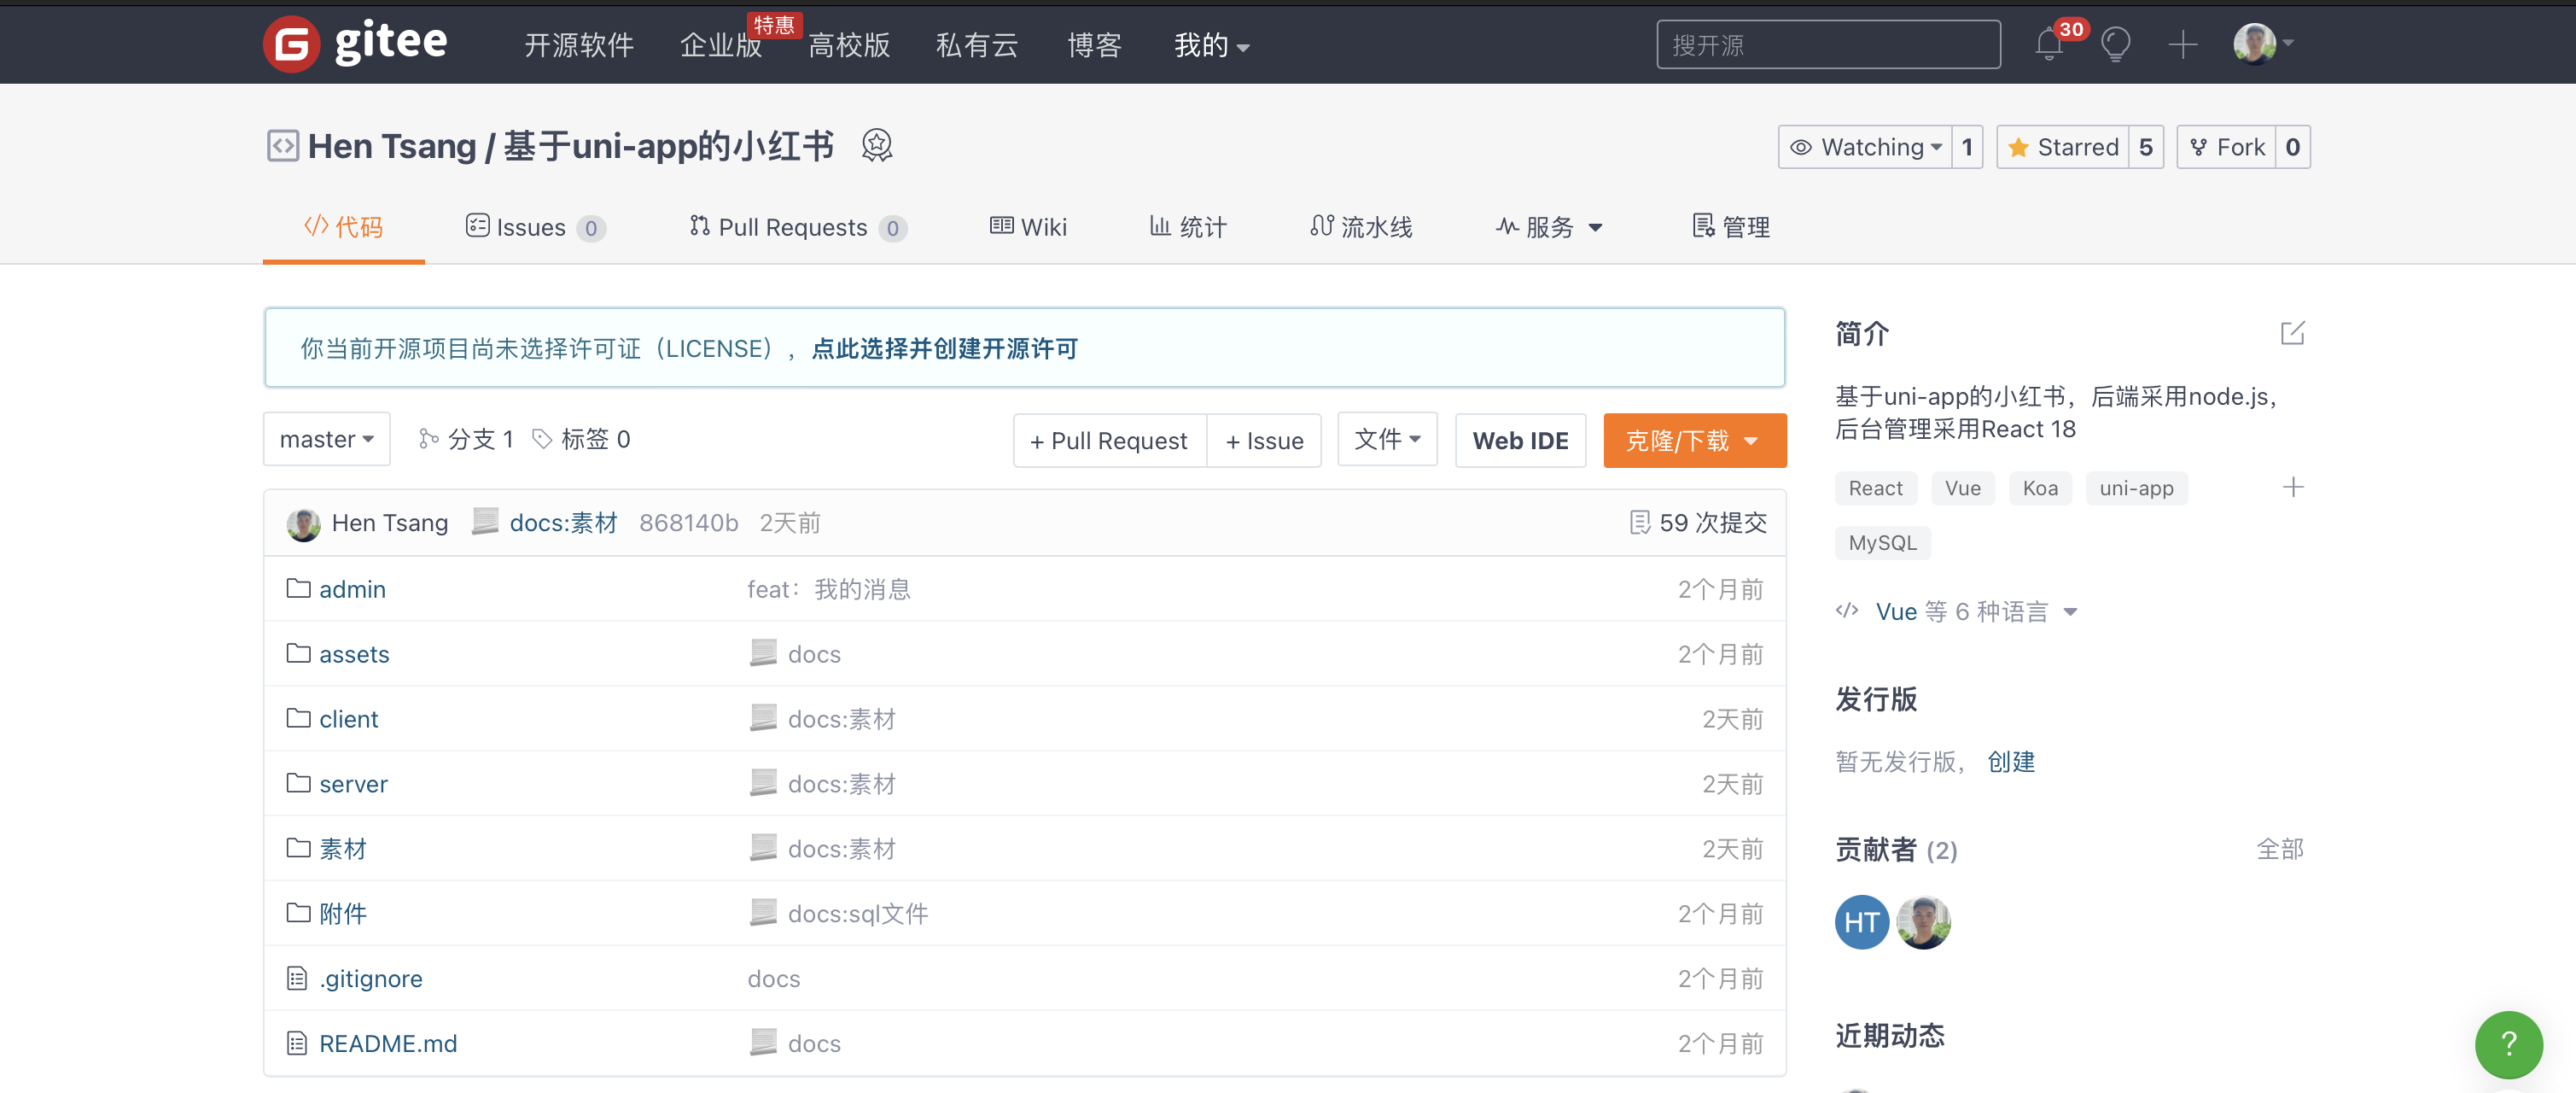 gitee 开源软件 企业版 特惠 高校版 私有云 博客 我的 搜开源 30
Hen Tsang / 基于uni-app的小红书 Watching 1 Starred 5 Fork 0
代码 Issues 0 Pull Requests 0 Wiki 统计 流水线 服务 管理
你当前开源项目尚未选择许可证（LICENSE），点此选择并创建开源许可
master 分支 1 标签 0 + Pull Request + Issue 文件 Web IDE 克隆/下载
Hen Tsang docs:素材 868140b 2天前 59 次提交
admin feat：我的消息 2个月前
assets docs 2个月前
client docs:素材 2天前
server docs:素材 2天前
素材 docs:素材 2天前
附件 docs:sql文件 2个月前
.gitignore docs 2个月前
README.md docs 2个月前
简介
基于uni-app的小红书，后端采用node.js，
后台管理采用React 18
React Vue Koa uni-app
MySQL
Vue 等 6 种语言
发行版
暂无发行版， 创建
贡献者 (2) 全部
HT
近期动态
?